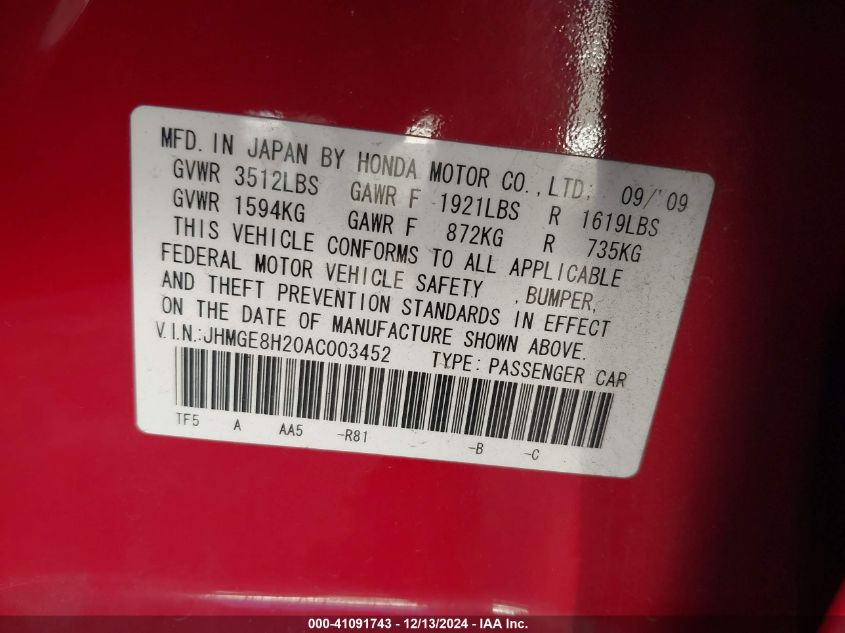 MFD. IN JAPAN BY HONDA MOTOR CO., LTD. 09/'09
GVWR 3512LBS GAWR F 1921LBS R 1619LBS
GVWR 1594KG GAWR F 872KG R 735KG
THIS VEHICLE CONFORMS TO ALL APPLICABLE
FEDERAL MOTOR VEHICLE SAFETY , BUMPER,
AND THEFT PREVENTION STANDARDS IN EFFECT
ON THE DATE OF MANUFACTURE SHOWN ABOVE.
V.I.N.:JHMGE8H20AC003452 TYPE: PASSENGER CAR
TF5 A AA5 -R81 -B -C
000-41091743 - 12/13/2024 - IAA Inc.